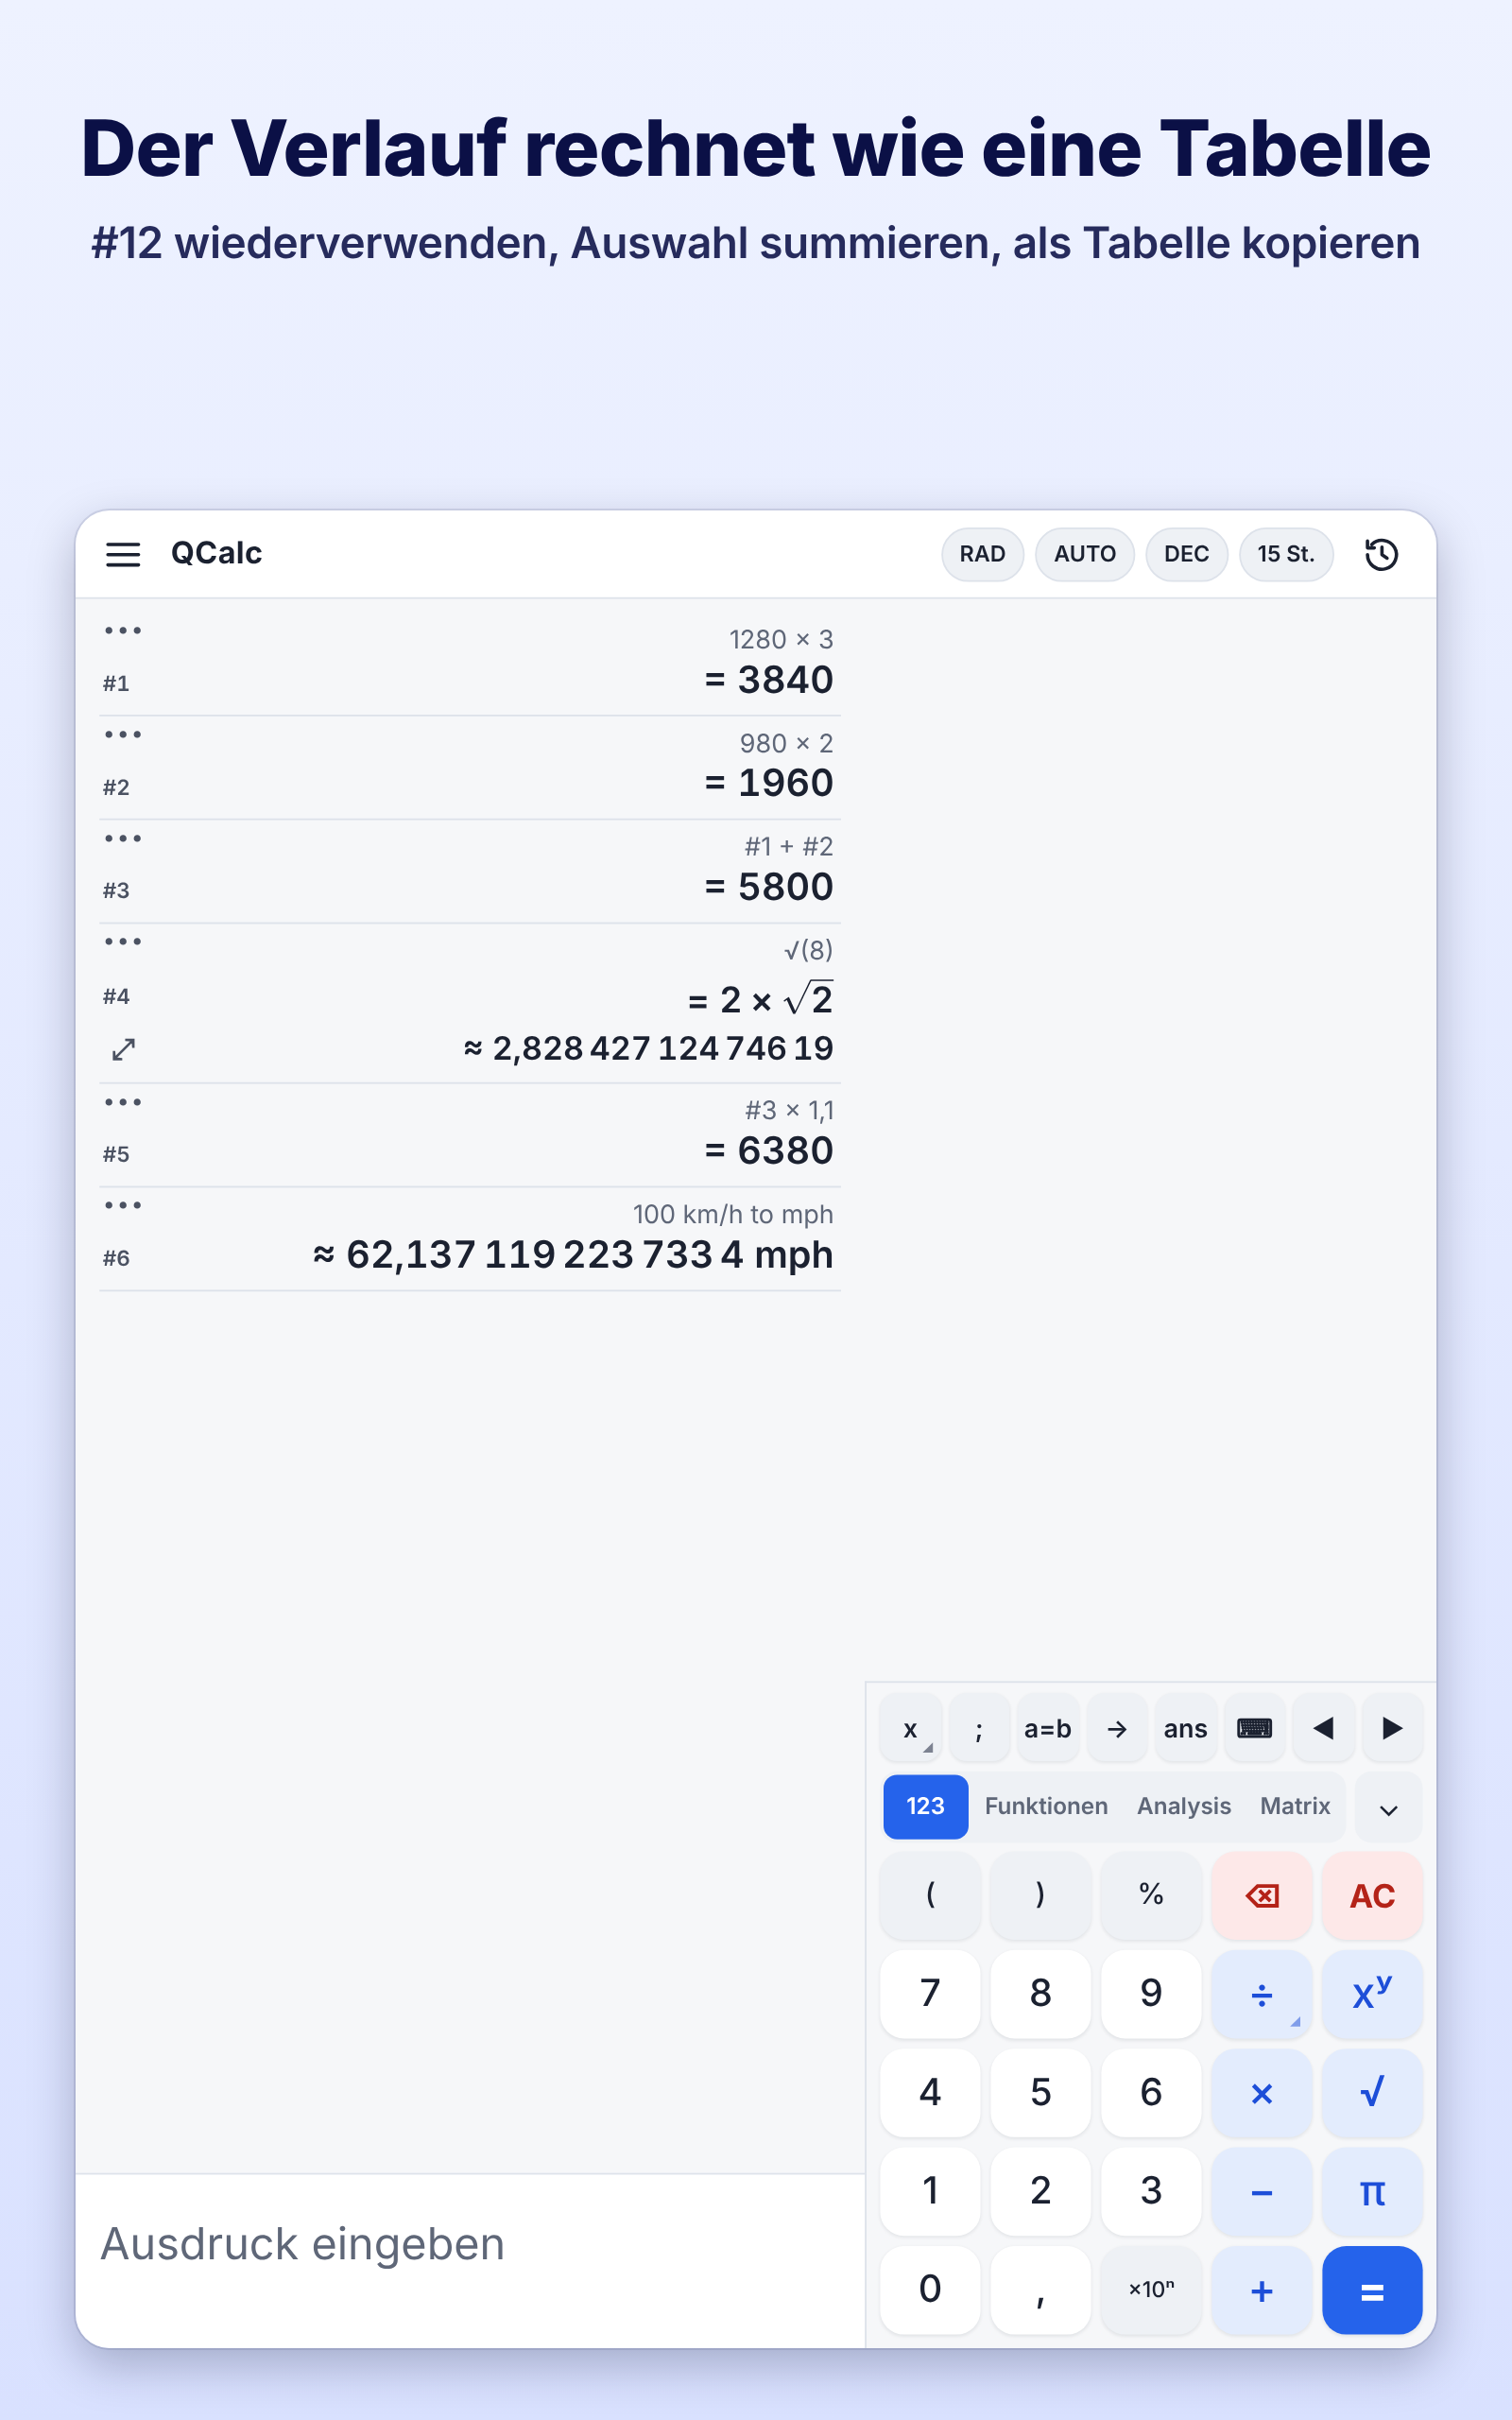 Der Verlauf rechnet wie eine Tabelle
#12 wiederverwenden, Auswahl summieren, als Tabelle kopieren
QCalc
RAD AUTO DEC 15 St.
1280 × 3
#1 = 3840
980 × 2
#2 = 1960
#1 + #2
#3 = 5800
√(8)
#4 = 2 × √2
≈ 2,828 427 124 746 19
#3 × 1,1
#5 = 6380
100 km/h to mph
#6 ≈ 62,137 119 223 733 4 mph
x ; a=b → ans ⌨ ◀ ▶
123 Funktionen Analysis Matrix
( ) % ⌫ AC
7 8 9 ÷ xʸ
4 5 6 × √
1 2 3 − π
0 , ×10ⁿ + =
Ausdruck eingeben